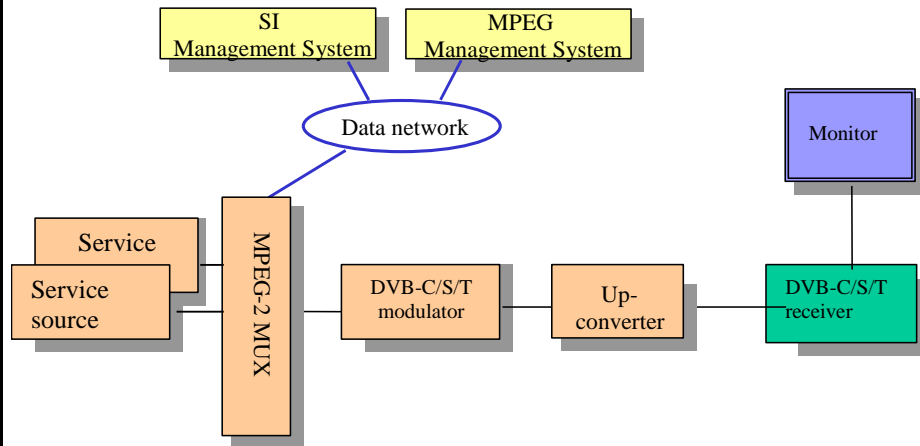 SI
Management System
MPEG
Management System
Data network
Monitor
Service
Service
source
MPEG-2 MUX
DVB-C/S/T
modulator
Up-
converter
DVB-C/S/T
receiver